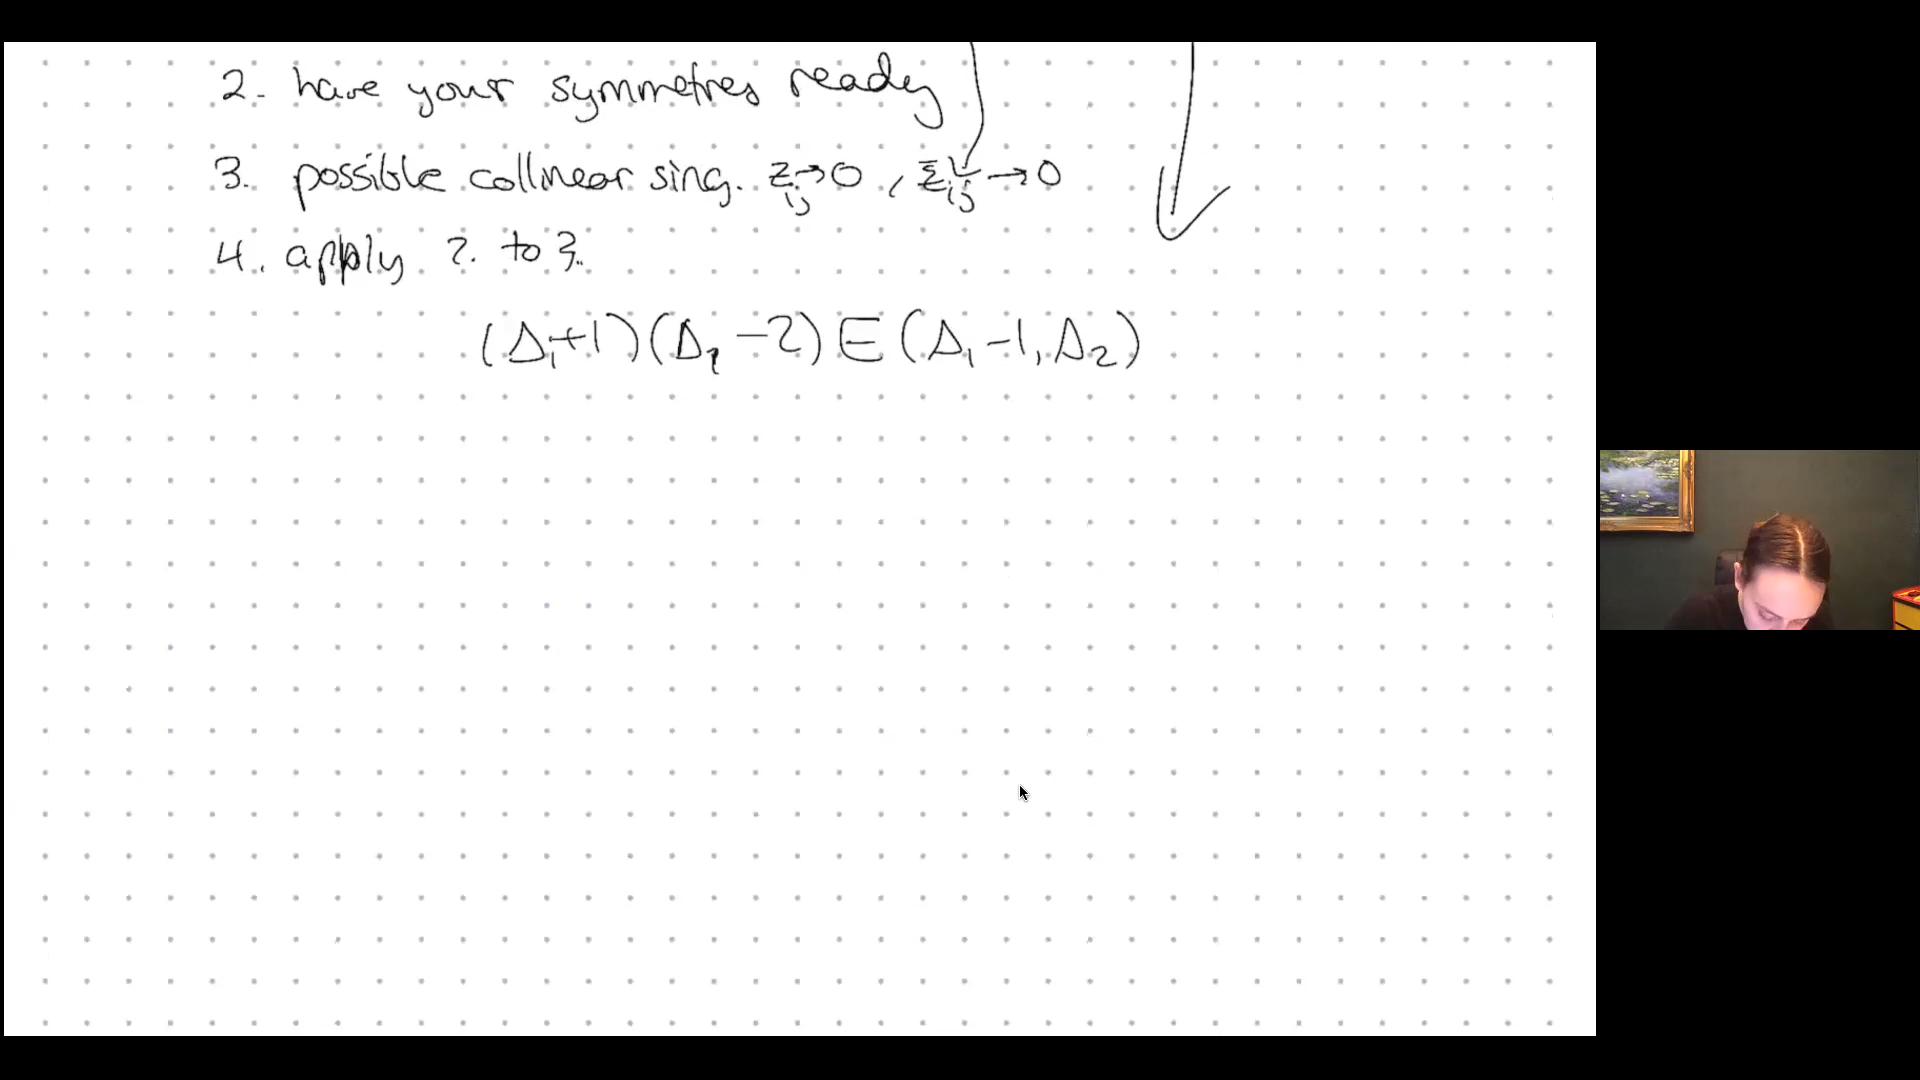 2. have your symmetres ready
3. possible collinear sing. z_ij→0 , z̄_ij→0
4. apply 2. to 3.
(Δ₁+1)(Δ₂-2)E(Δ₁-1,Δ₂)